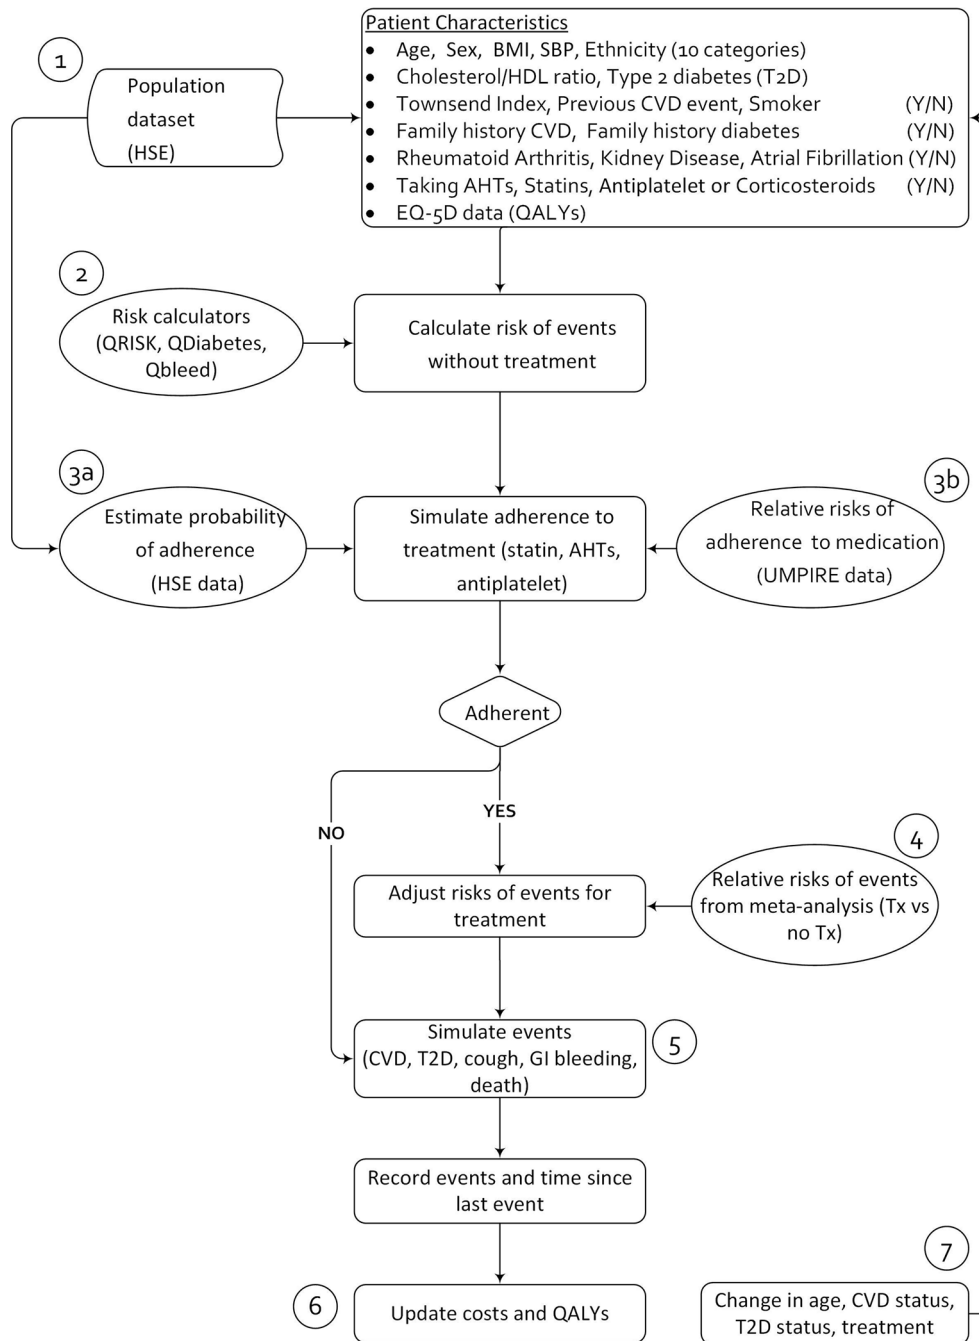 Patient Characteristics
• Age, Sex, BMI, SBP, Ethnicity (10 categories)
• Cholesterol/HDL ratio, Type 2 diabetes (T2D)
• Townsend Index, Previous CVD event, Smoker (Y/N)
• Family history CVD, Family history diabetes (Y/N)
• Rheumatoid Arthritis, Kidney Disease, Atrial Fibrillation (Y/N)
• Taking AHTs, Statins, Antiplatelet or Corticosteroids (Y/N)
• EQ-5D data (QALYs)
1
Population
dataset
(HSE)
2
Risk calculators
(QRISK, QDiabetes,
Qbleed)
Calculate risk of events
without treatment
3a
Estimate probability
of adherence
(HSE data)
Simulate adherence to
treatment (statin, AHTs,
antiplatelet)
3b
Relative risks of
adherence to medication
(UMPIRE data)
Adherent
NO
YES
4
Adjust risks of events for
treatment
Relative risks of events
from meta-analysis (Tx vs
no Tx)
Simulate events
(CVD, T2D, cough, GI bleeding,
death)
5
Record events and time since
last event
6
Update costs and QALYs
7
Change in age, CVD status,
T2D status, treatment